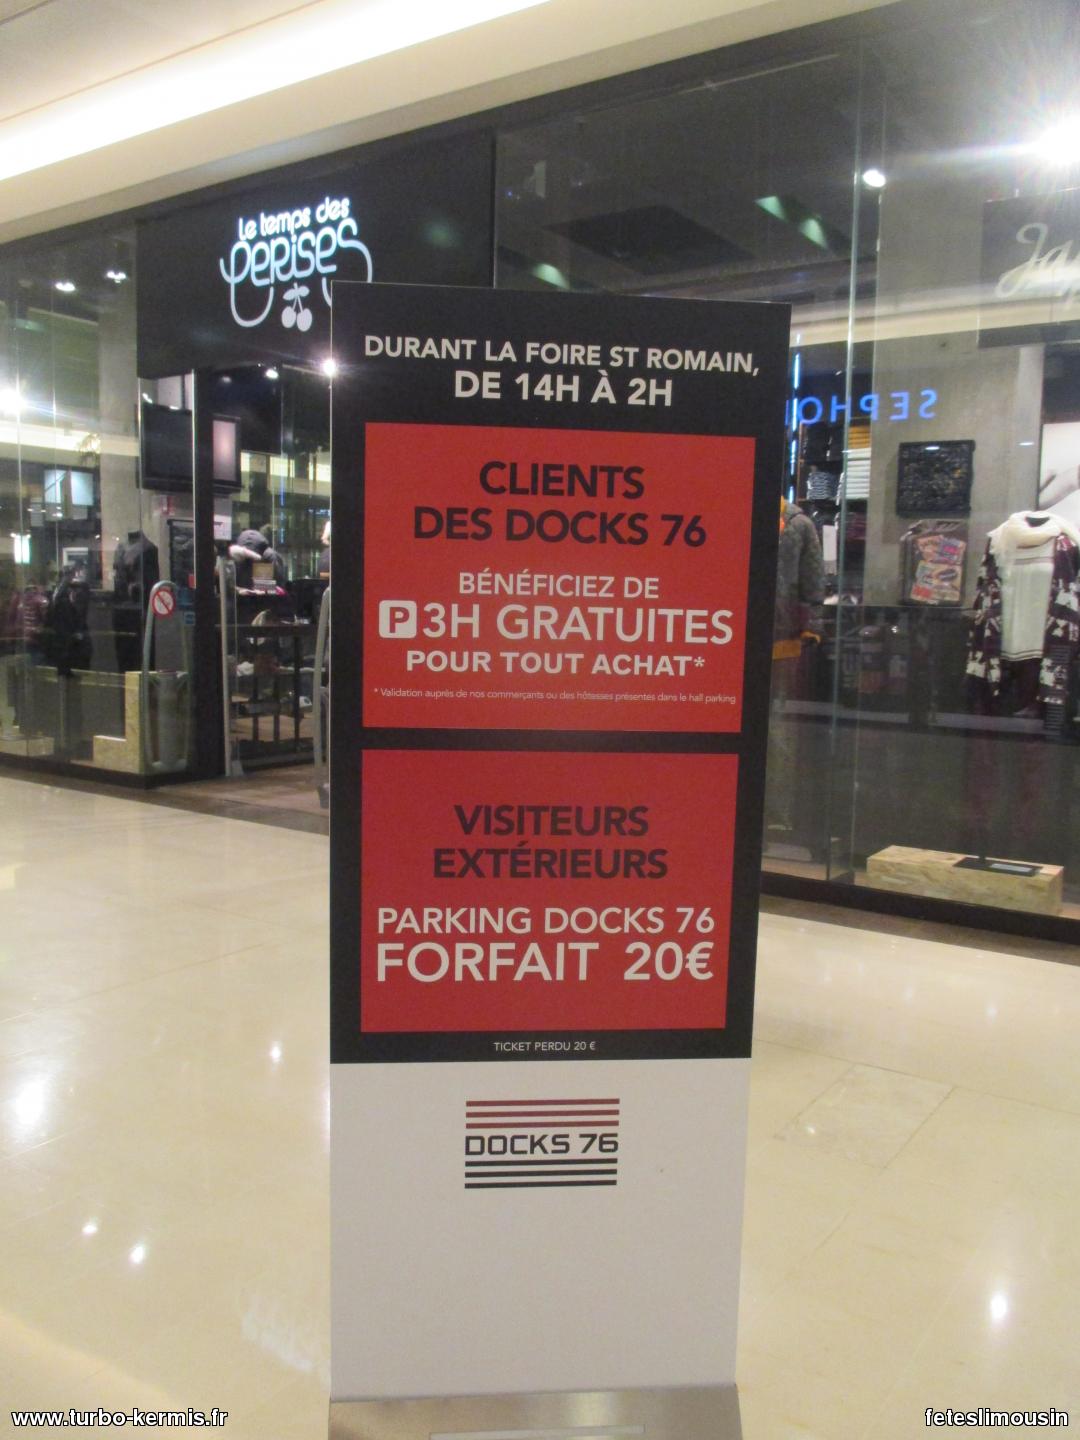 Le temps des
cerises
Ja
SEPHO
DURANT LA FOIRE ST ROMAIN,
DE 14H À 2H
CLIENTS
DES DOCKS 76
BÉNÉFICIEZ DE
P 3H GRATUITES
POUR TOUT ACHAT*
* Validation auprès de nos commerçants ou des hôtesses présentes dans le hall parking
VISITEURS
EXTÉRIEURS
PARKING DOCKS 76
FORFAIT 20€
TICKET PERDU 20 €
DOCKS 76
www.turbo-kermis.fr
feteslimousin